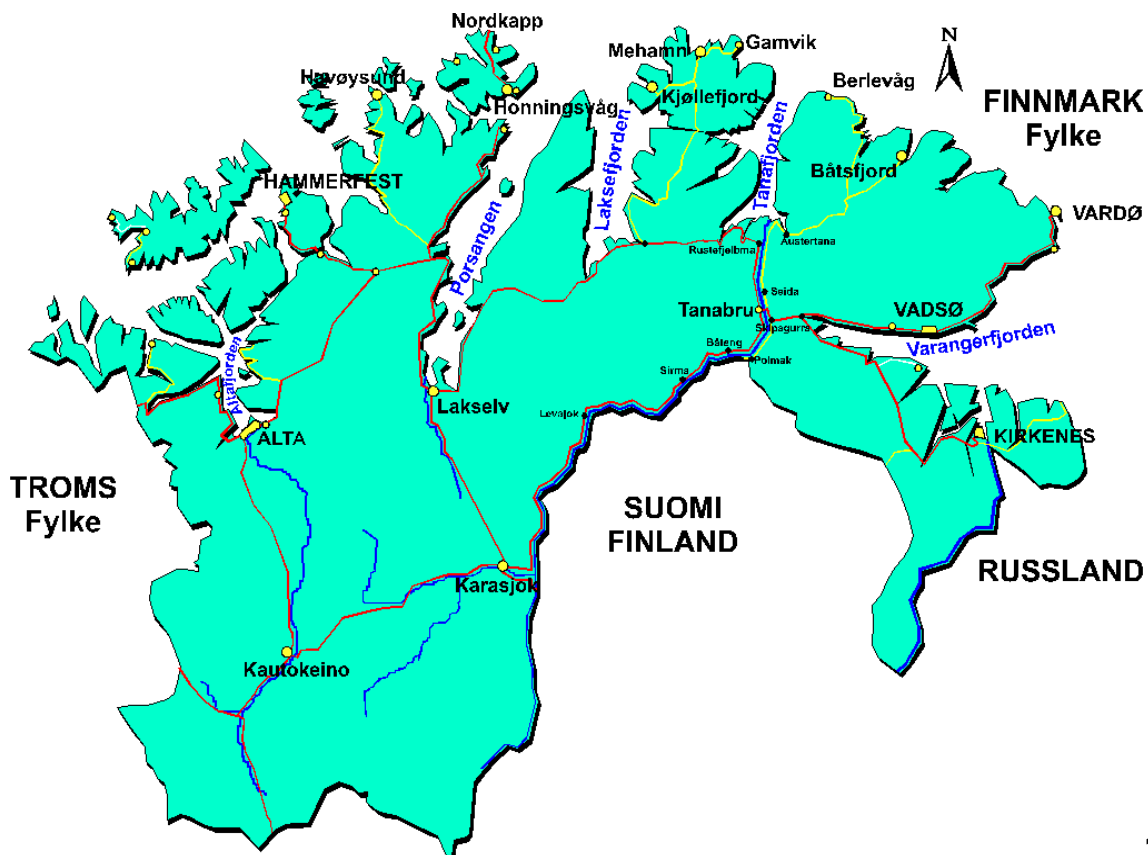 Nordkapp
Mehamn
Gamvik
N
Havøysund
Berlevåg
Honningsvåg
Kjøllefjord
FINNMARK
Fylke
Laksefjorden
Tanafjorden
Båtsfjord
HAMMERFEST
VARDØ
Porsangen
Rustefjelbma
Austertana
Seida
Tanabru
Skipagurra
VADSØ
Varangerfjorden
Båteng
Polmak
Sirma
Altafjorden
Lakselv
Levajok
ALTA
KIRKENES
TROMS
Fylke
SUOMI
FINLAND
RUSSLAND
Karasjok
Kautokeino